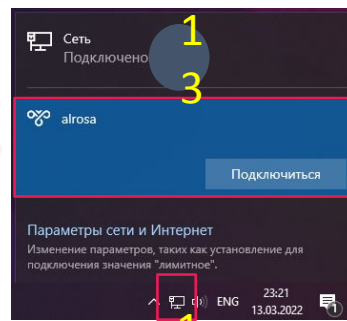 1
Сеть
Подключено
3
alrosa
Подключиться
Параметры сети и Интернет
Изменение параметров, таких как установление для
подключения значения "лимитное".
ENG
23:21
13.03.2022
1
1